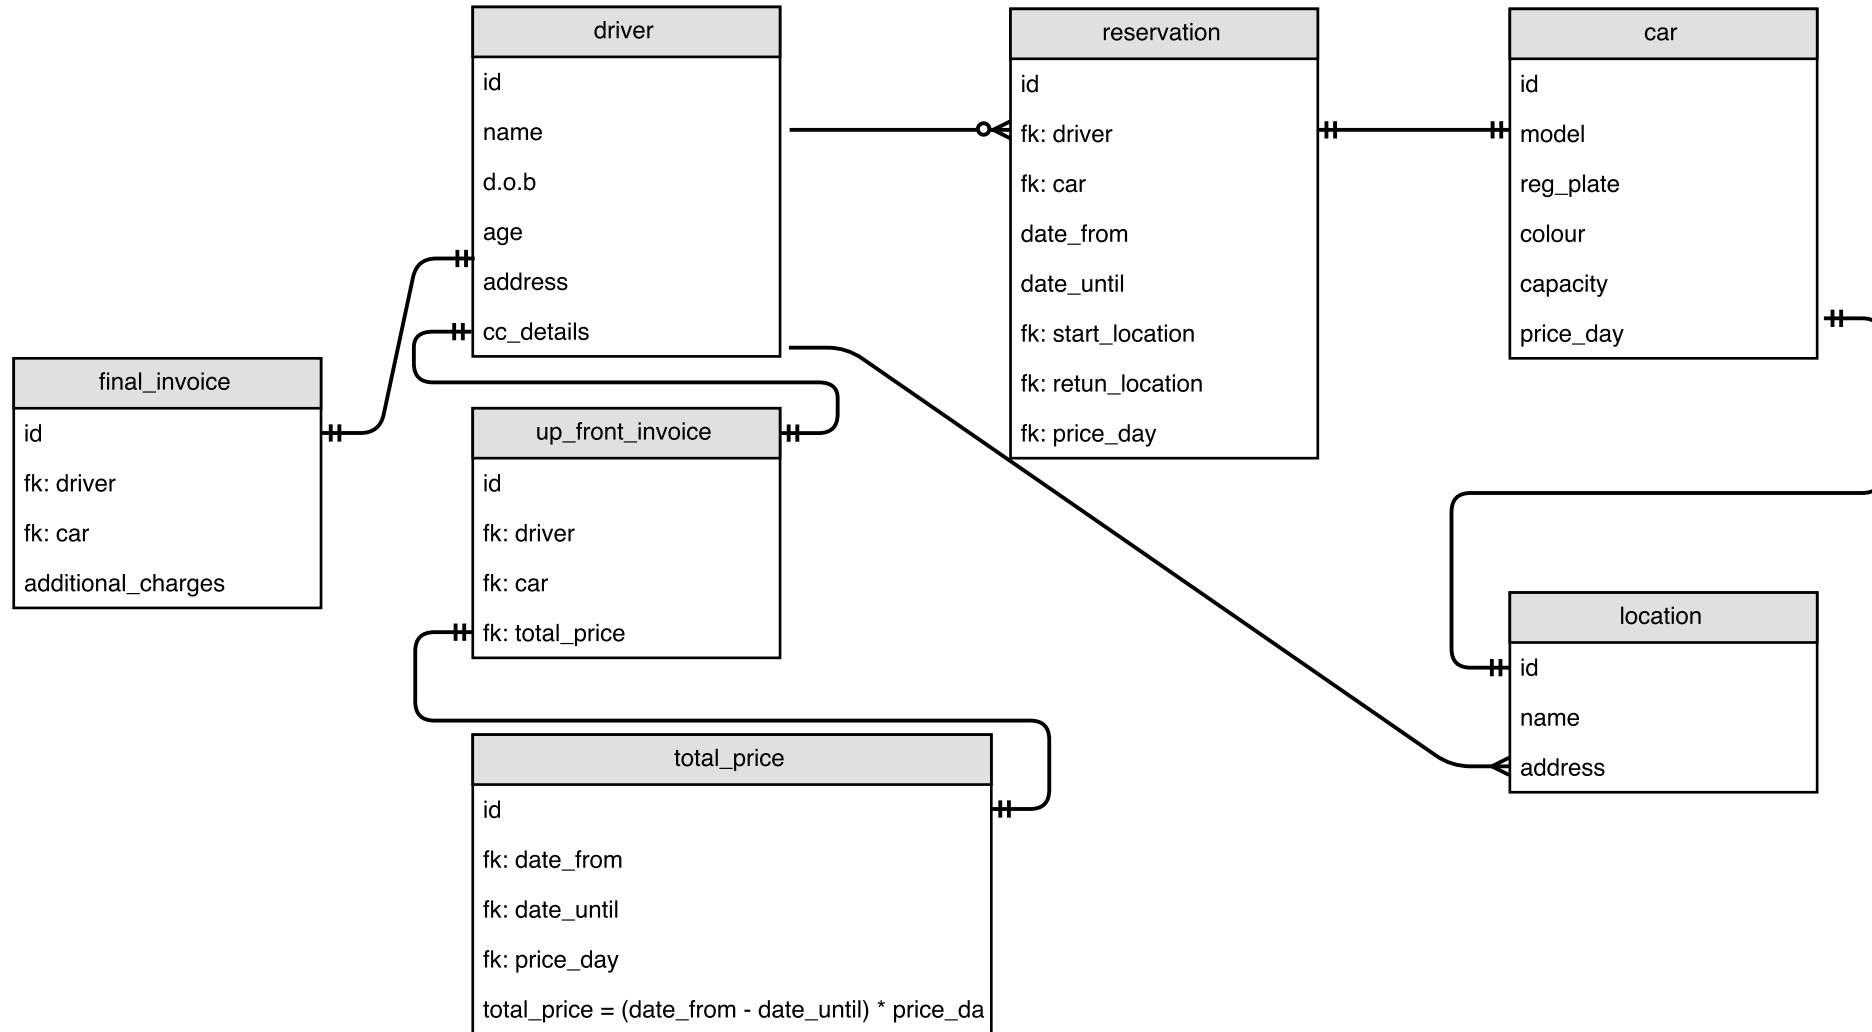 driver
id
name
d.o.b
age
address
cc_details
reservation
id
fk: driver
fk: car
date_from
date_until
fk: start_location
fk: retun_location
fk: price_day
car
id
model
reg_plate
colour
capacity
price_day
final_invoice
id
fk: driver
fk: car
additional_charges
up_front_invoice
id
fk: driver
fk: car
fk: total_price
location
id
name
address
total_price
id
fk: date_from
fk: date_until
fk: price_day
total_price = (date_from - date_until) * price_da